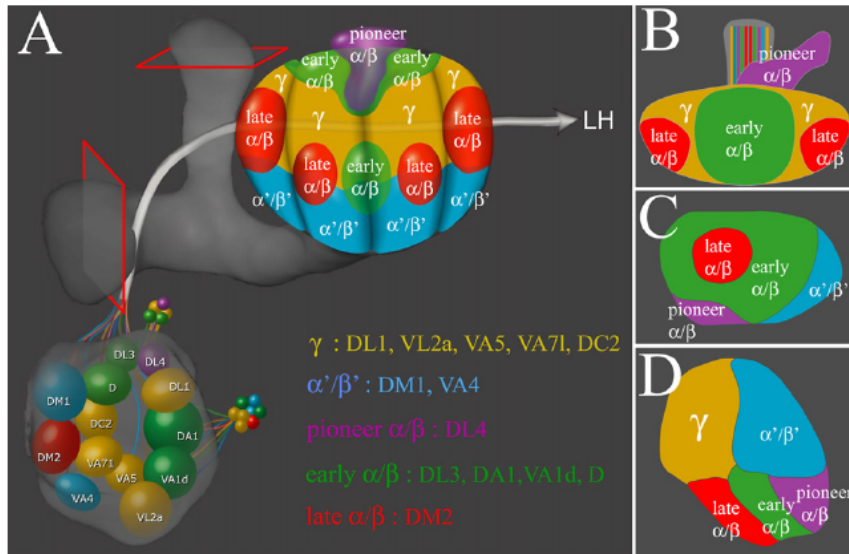 A
pioneer
α/β
early
α/β
early
α/β
γ
γ
γ
γ
late
α/β
late
α/β
LH
late
α/β
early
α/β
late
α/β
α’/β’
α’/β’
α’/β’
α’/β’
DL3
DL4
D
DL1
DM1
DC2
DA1
DM2
VA71
VA5
VA1d
VA4
VL2a
γ : DL1, VL2a, VA5, VA7l, DC2
α’/β’ : DM1, VA4
pioneer α/β : DL4
early α/β : DL3, DA1,VA1d, D
late α/β : DM2
B
pioneer
α/β
γ
γ
early
α/β
late
α/β
late
α/β
C
late
α/β
early
α/β
α’/β’
pioneer
α/β
D
γ
α’/β’
late
α/β
early
α/β
pioneer
α/β